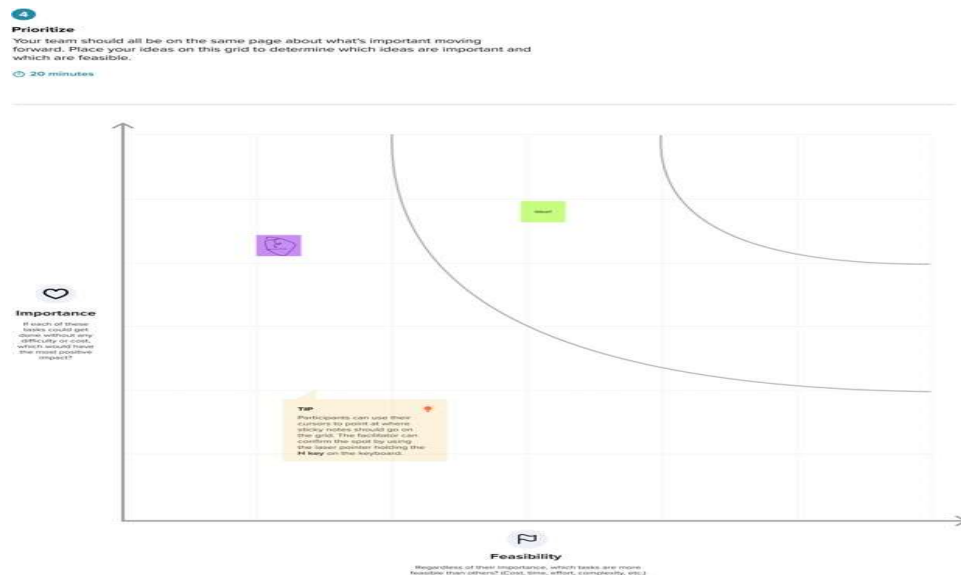 4
Prioritize
Your team should all be on the same page about what's important moving
forward. Place your ideas on this grid to determine which ideas are important and
which are feasible.
20 minutes
Importance
If each of these
tasks could get
done without any
difficulty or cost,
which would have
the most positive
impact?
TIP
Participants can use their
cursors to point at where
sticky notes should go on
the grid. The facilitator can
confirm the spot by using
the laser pointer holding the
H key on the keyboard.
Feasibility
Regardless of their importance, which tasks are more
feasible than others? (Cost, time, effort, complexity, etc.)